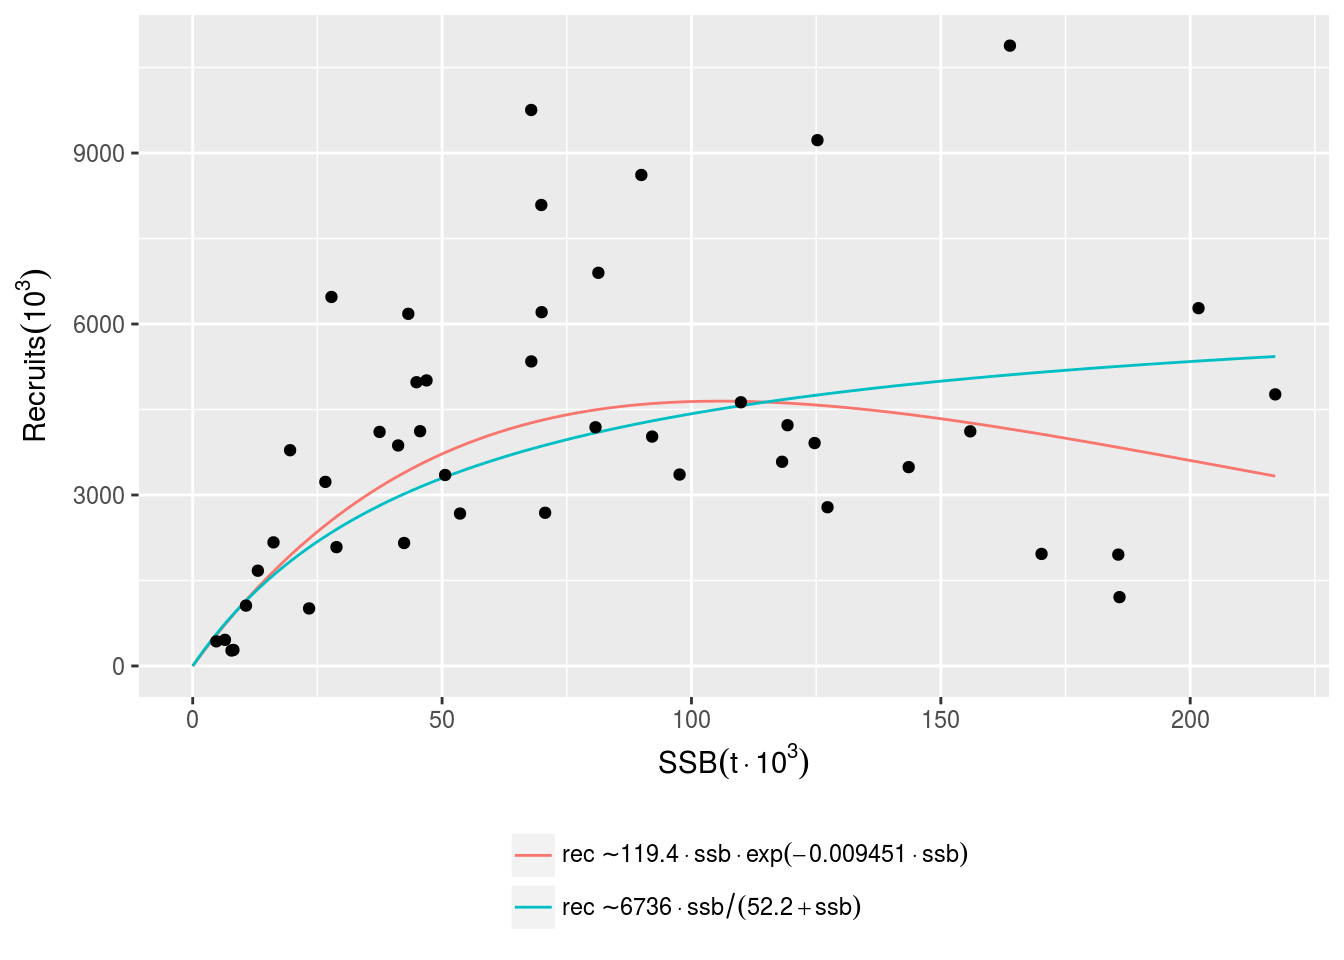 9000
6000
3000
0
Recruits(10³)
0 50 100 150 200
SSB(t · 10³)
rec ~119.4 · ssb · exp(−0.009451 · ssb)
rec ~6736 · ssb/(52.2+ssb)